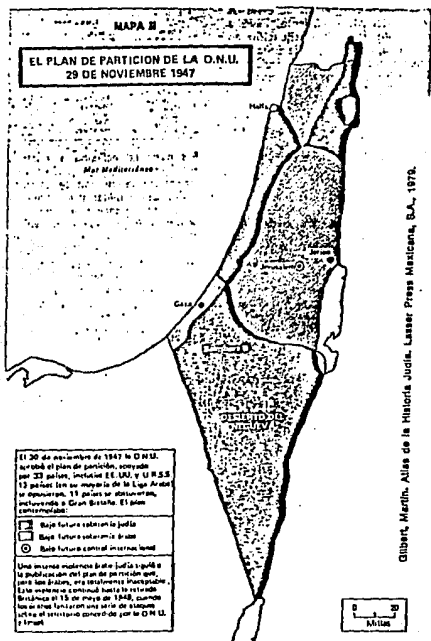 MAPA II
EL PLAN DE PARTICION DE LA O.N.U.
29 DE NOVIEMBRE 1947
Haifa
Mar Mediterráneo
Jerusalén
Gaza
El 30 de noviembre de 1947 la O.N.U.
aprobó el plan de partición, apoyado
por 33 países, incluso EE.UU. y U.R.S.S.
13 países (en su mayoría de la Liga Arabe)
se opusieron. 11 países se abstuvieron,
incluyendo a Gran Bretaña. El plan
contemplaba:
Bajo futura soberanía judía
Bajo futura soberanía árabe
Bajo futuro control internacional
Una intensa violencia árabe judía siguió a
la publicación del plan de partición que,
para los árabes, era totalmente inaceptable.
Esta violencia continuó hasta la retirada
Británica el 15 de mayo de 1948, cuando
los árabes lanzaron una serie de ataques
el territorio concedido por la O.N.U.
a Israel
0 20
Millas
Gilbert, Martin. Atlas de la Historia Judía. Lasser Press Mexicana, S.A., 1979.